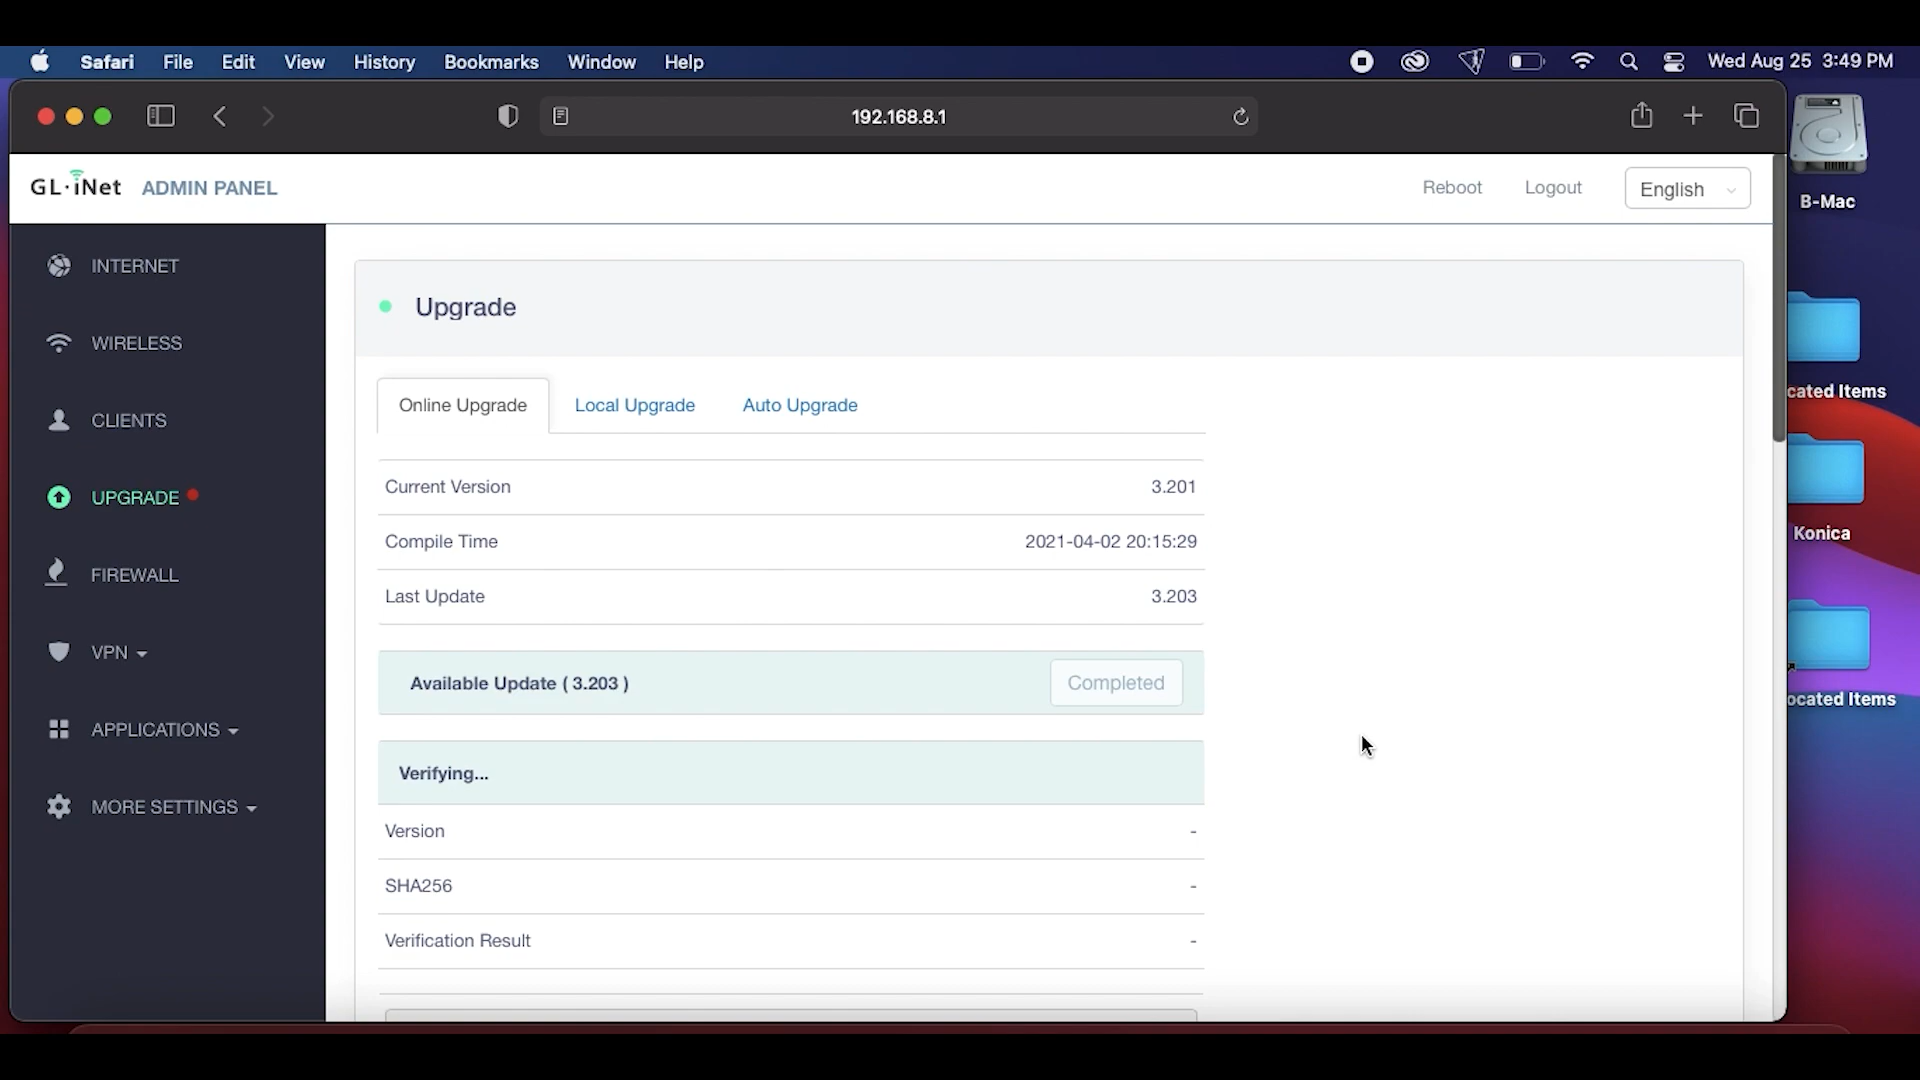 Safari File Edit View History Bookmarks Window Help Wed Aug 25 3:49 PM
192.168.8.1
GL·iNet ADMIN PANEL Reboot Logout English
B-Mac
INTERNET
WIRELESS
CLIENTS
UPGRADE
FIREWALL
VPN
APPLICATIONS
MORE SETTINGS
Upgrade
Online Upgrade Local Upgrade Auto Upgrade
Current Version 3.201
Compile Time 2021-04-02 20:15:29
Last Update 3.203
Available Update ( 3.203 ) Completed
Verifying...
Version -
SHA256 -
Verification Result -
cated Items
Konica
ocated Items